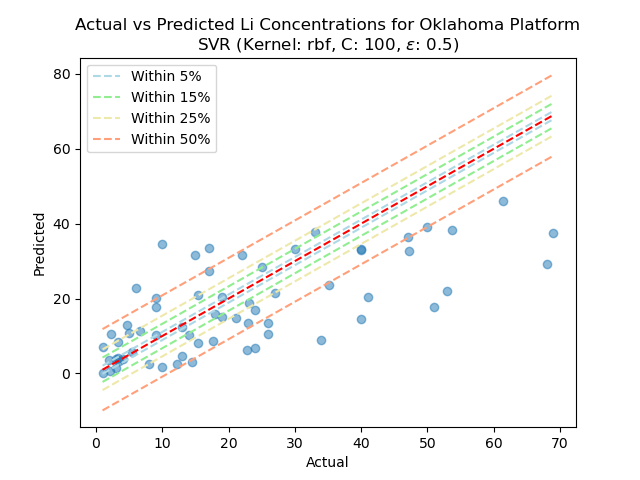 Actual vs Predicted Li Concentrations for Oklahoma Platform
SVR (Kernel: rbf, C: 100, ε: 0.5)
Within 5%
Within 15%
Within 25%
Within 50%
80
60
40
20
0
Predicted
0 10 20 30 40 50 60 70
Actual